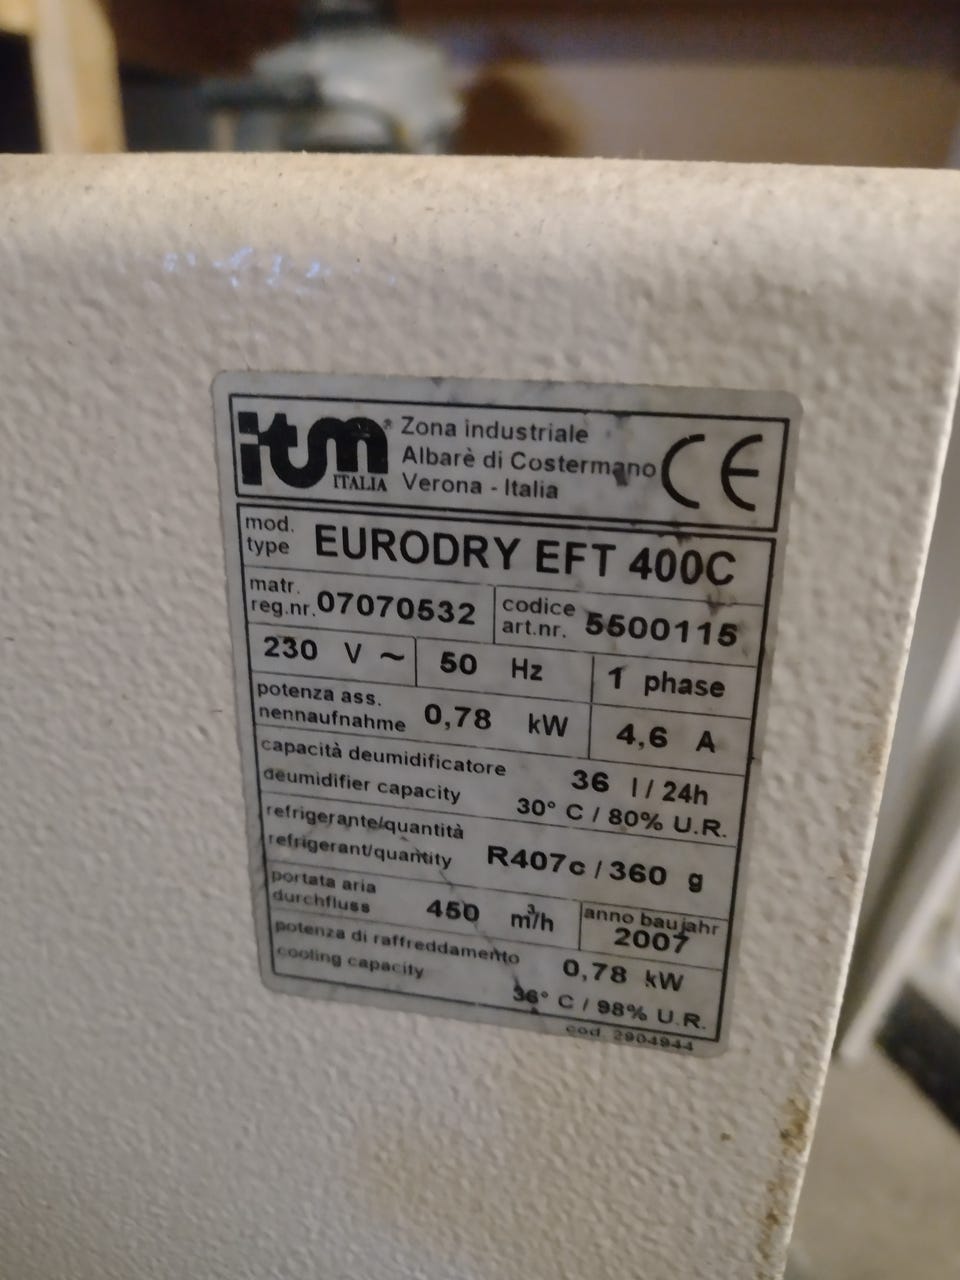 itm® ITALIA
Zona industriale
Albarè di Costermano
Verona - Italia
CE
mod.
type
EURODRY EFT 400C
matr.
reg.nr. 07070532
codice
art.nr. 5500115
230 V ~ 50 Hz 1 phase
potenza ass.
nennaufnahme 0,78 kW 4,6 A
capacità deumidificatore 36 l / 24h
deumidifier capacity 30° C / 80% U.R.
refrigerante/quantità
refrigerant/quantity R407c / 360 g
portata aria
durchfluss 450 m³/h
anno baujahr
2007
potenza di raffreddamento 0,78 kW
cooling capacity 36° C / 98% U.R.
cod. 2904944